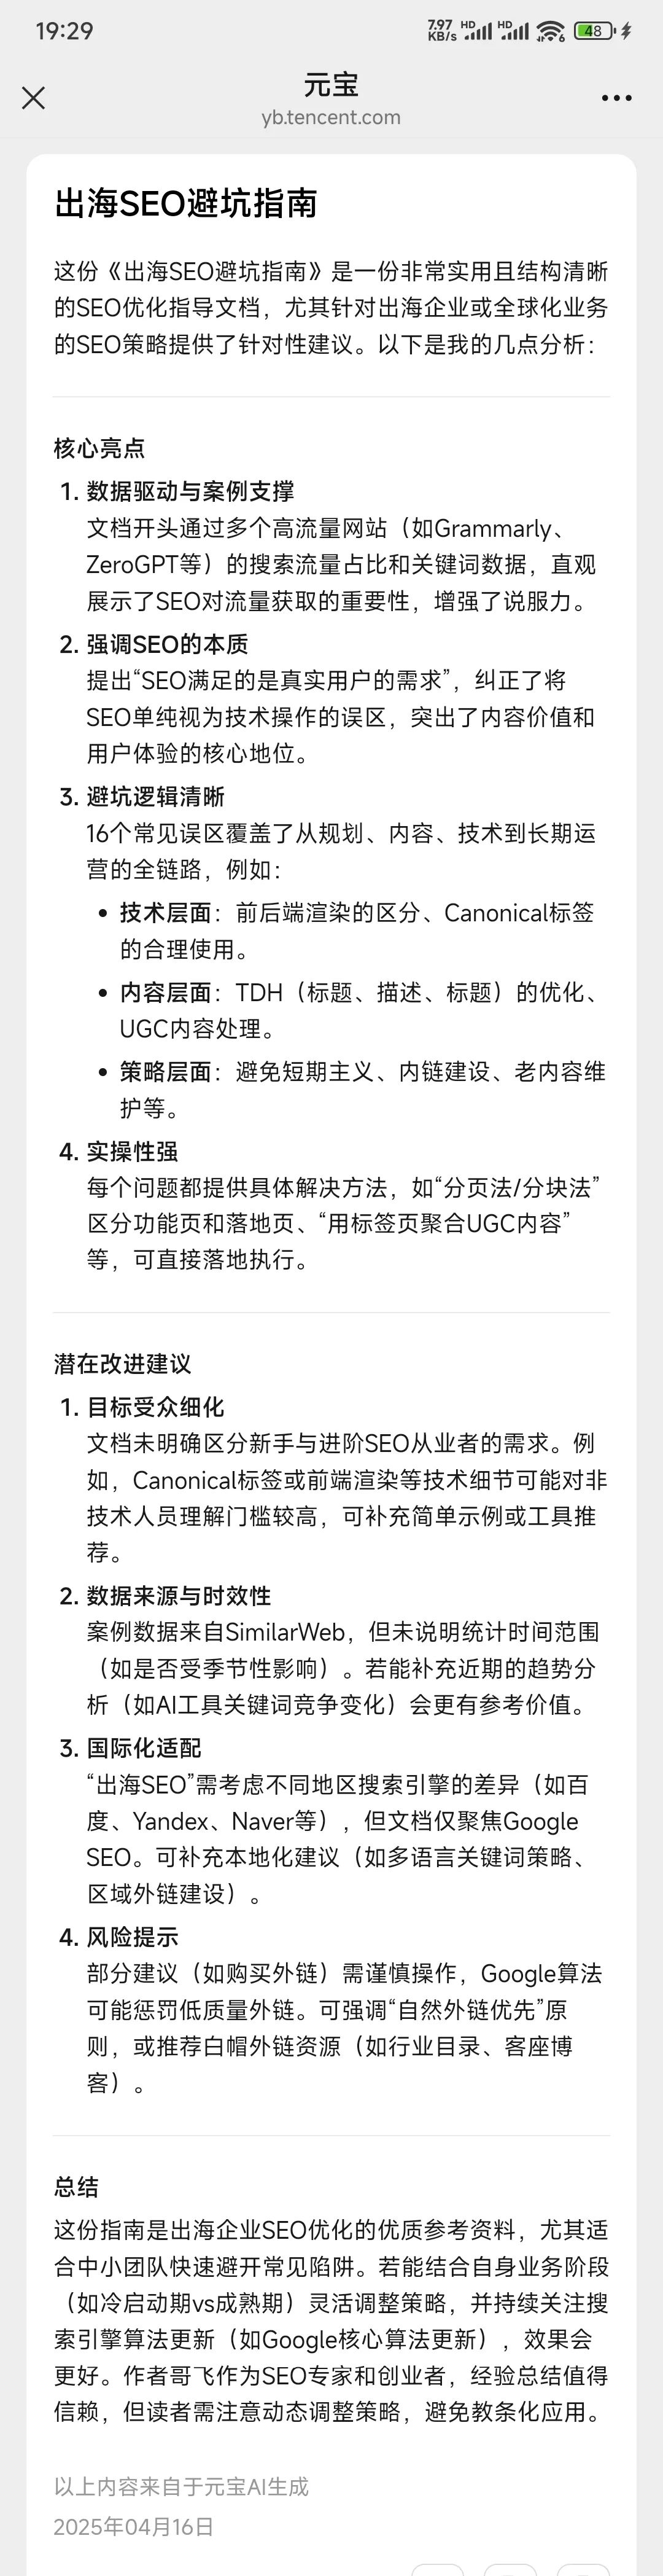 19:29
7.97 KB/s HD HD 6 48
元宝
yb.tencent.com
出海SEO避坑指南
这份《出海SEO避坑指南》是一份非常实用且结构清晰
的SEO优化指导文档，尤其针对出海企业或全球化业务
的SEO策略提供了针对性建议。以下是我的几点分析：
核心亮点
1. 数据驱动与案例支撑
文档开头通过多个高流量网站（如Grammarly、
ZeroGPT等）的搜索流量占比和关键词数据，直观
展示了SEO对流量获取的重要性，增强了说服力。
2. 强调SEO的本质
提出“SEO满足的是真实用户的需求”，纠正了将
SEO单纯视为技术操作的误区，突出了内容价值和
用户体验的核心地位。
3. 避坑逻辑清晰
16个常见误区覆盖了从规划、内容、技术到长期运
营的全链路，例如：
• 技术层面：前后端渲染的区分、Canonical标签
的合理使用。
• 内容层面：TDH（标题、描述、标题）的优化、
UGC内容处理。
• 策略层面：避免短期主义、内链建设、老内容维
护等。
4. 实操性强
每个问题都提供具体解决方法，如“分页法/分块法”
区分功能页和落地页、“用标签页聚合UGC内容”
等，可直接落地执行。
潜在改进建议
1. 目标受众细化
文档未明确区分新手与进阶SEO从业者的需求。例
如，Canonical标签或前端渲染等技术细节可能对非
技术人员理解门槛较高，可补充简单示例或工具推
荐。
2. 数据来源与时效性
案例数据来自SimilarWeb，但未说明统计时间范围
（如是否受季节性影响）。若能补充近期的趋势分
析（如AI工具关键词竞争变化）会更有参考价值。
3. 国际化适配
“出海SEO”需考虑不同地区搜索引擎的差异（如百
度、Yandex、Naver等），但文档仅聚焦Google
SEO。可补充本地化建议（如多语言关键词策略、
区域外链建设）。
4. 风险提示
部分建议（如购买外链）需谨慎操作，Google算法
可能惩罚低质量外链。可强调“自然外链优先”原
则，或推荐白帽外链资源（如行业目录、客座博
客）。
总结
这份指南是出海企业SEO优化的优质参考资料，尤其适
合中小团队快速避开常见陷阱。若能结合自身业务阶段
（如冷启动期vs成熟期）灵活调整策略，并持续关注搜
索引擎算法更新（如Google核心算法更新），效果会
更好。作者哥飞作为SEO专家和创业者，经验总结值得
信赖，但读者需注意动态调整策略，避免教条化应用。
以上内容来自于元宝AI生成
2025年04月16日